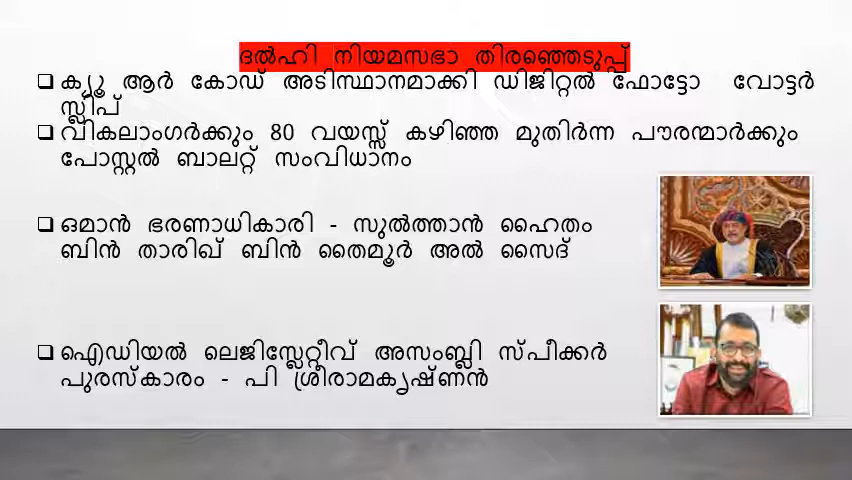 ദൽഹി നിയമസഭാ തിരഞ്ഞെടുപ്പ്
ക്യൂ ആർ കോഡ് അടിസ്ഥാനമാക്കി ഡിജിറ്റൽ ഫോട്ടോ വോട്ടർ
സ്ലിപ്
വികലാംഗർക്കും 80 വയസ്സ് കഴിഞ്ഞ മുതിർന്ന പൗരന്മാർക്കും
പോസ്റ്റൽ ബാലറ്റ് സംവിധാനം
ഒമാൻ ഭരണാധികാരി - സുൽത്താൻ ഹൈതം
ബിൻ താരിഖ് ബിൻ തൈമൂർ അൽ സൈദ്
ഐഡിയൽ ലെജിസ്ലേറ്റീവ് അസംബ്ലി സ്പീക്കർ
പുരസ്കാരം - പി ശ്രീരാമകൃഷ്ണൻ